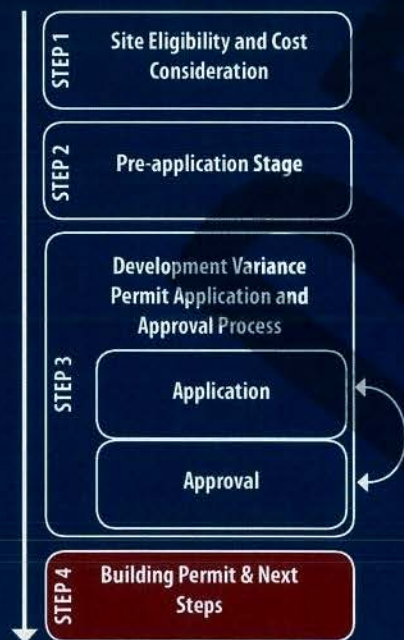 STEP 1
Site Eligibility and Cost
Consideration
STEP 2
Pre-application Stage
STEP 3
Development Variance
Permit Application and
Approval Process
Application
Approval
STEP 4
Building Permit & Next
Steps